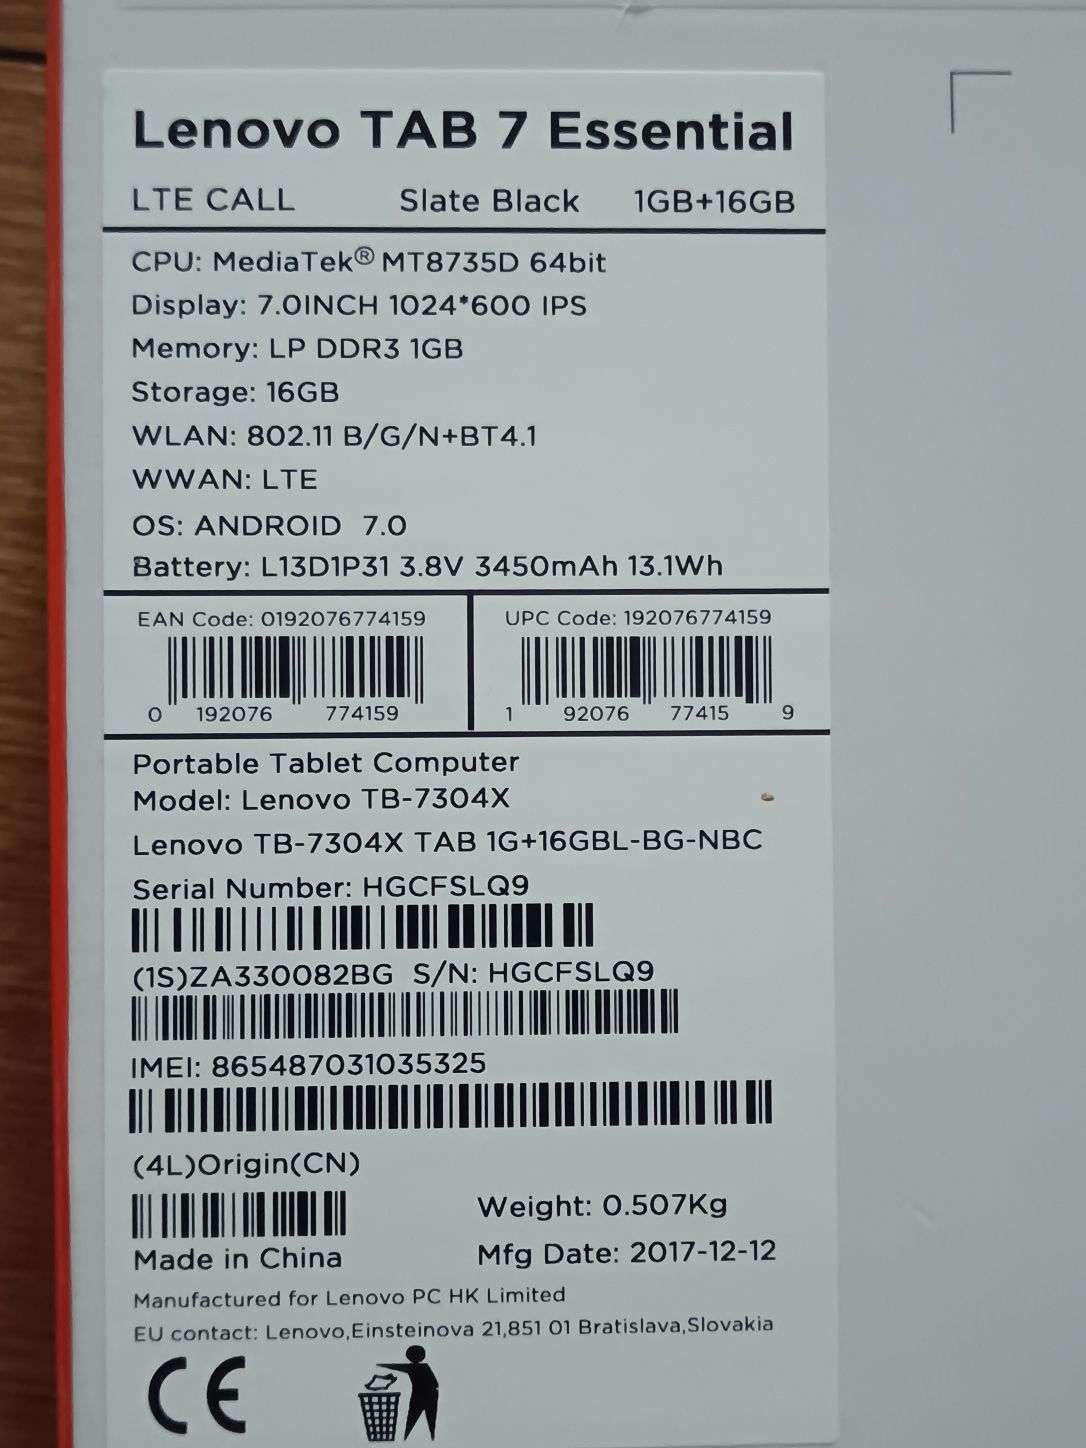 Lenovo TAB 7 Essential
LTE CALL Slate Black 1GB+16GB
CPU: MediaTek® MT8735D 64bit
Display: 7.0INCH 1024*600 IPS
Memory: LP DDR3 1GB
Storage: 16GB
WLAN: 802.11 B/G/N+BT4.1
WWAN: LTE
OS: ANDROID 7.0
Battery: L13D1P31 3.8V 3450mAh 13.1Wh
EAN Code: 0192076774159
0 192076 774159
UPC Code: 192076774159
1 92076 77415 9
Portable Tablet Computer
Model: Lenovo TB-7304X
Lenovo TB-7304X TAB 1G+16GBL-BG-NBC
Serial Number: HGCFSLQ9
(1S)ZA330082BG S/N: HGCFSLQ9
IMEI: 865487031035325
(4L)Origin(CN)
Weight: 0.507Kg
Made in China
Mfg Date: 2017-12-12
Manufactured for Lenovo PC HK Limited
EU contact: Lenovo,Einsteinova 21,851 01 Bratislava,Slovakia
CE